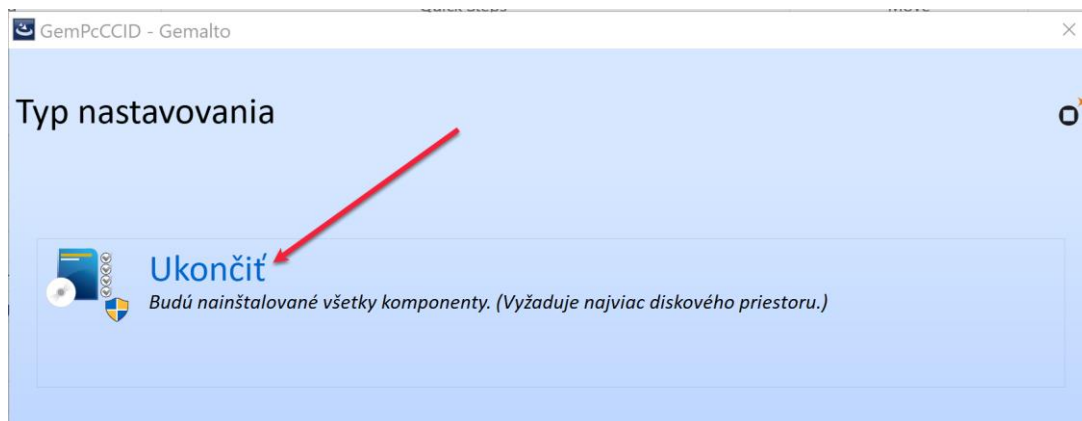 GemPcCCID - Gemalto
Typ nastavovania
Ukončiť
Budú nainštalované všetky komponenty. (Vyžaduje najviac diskového priestoru.)